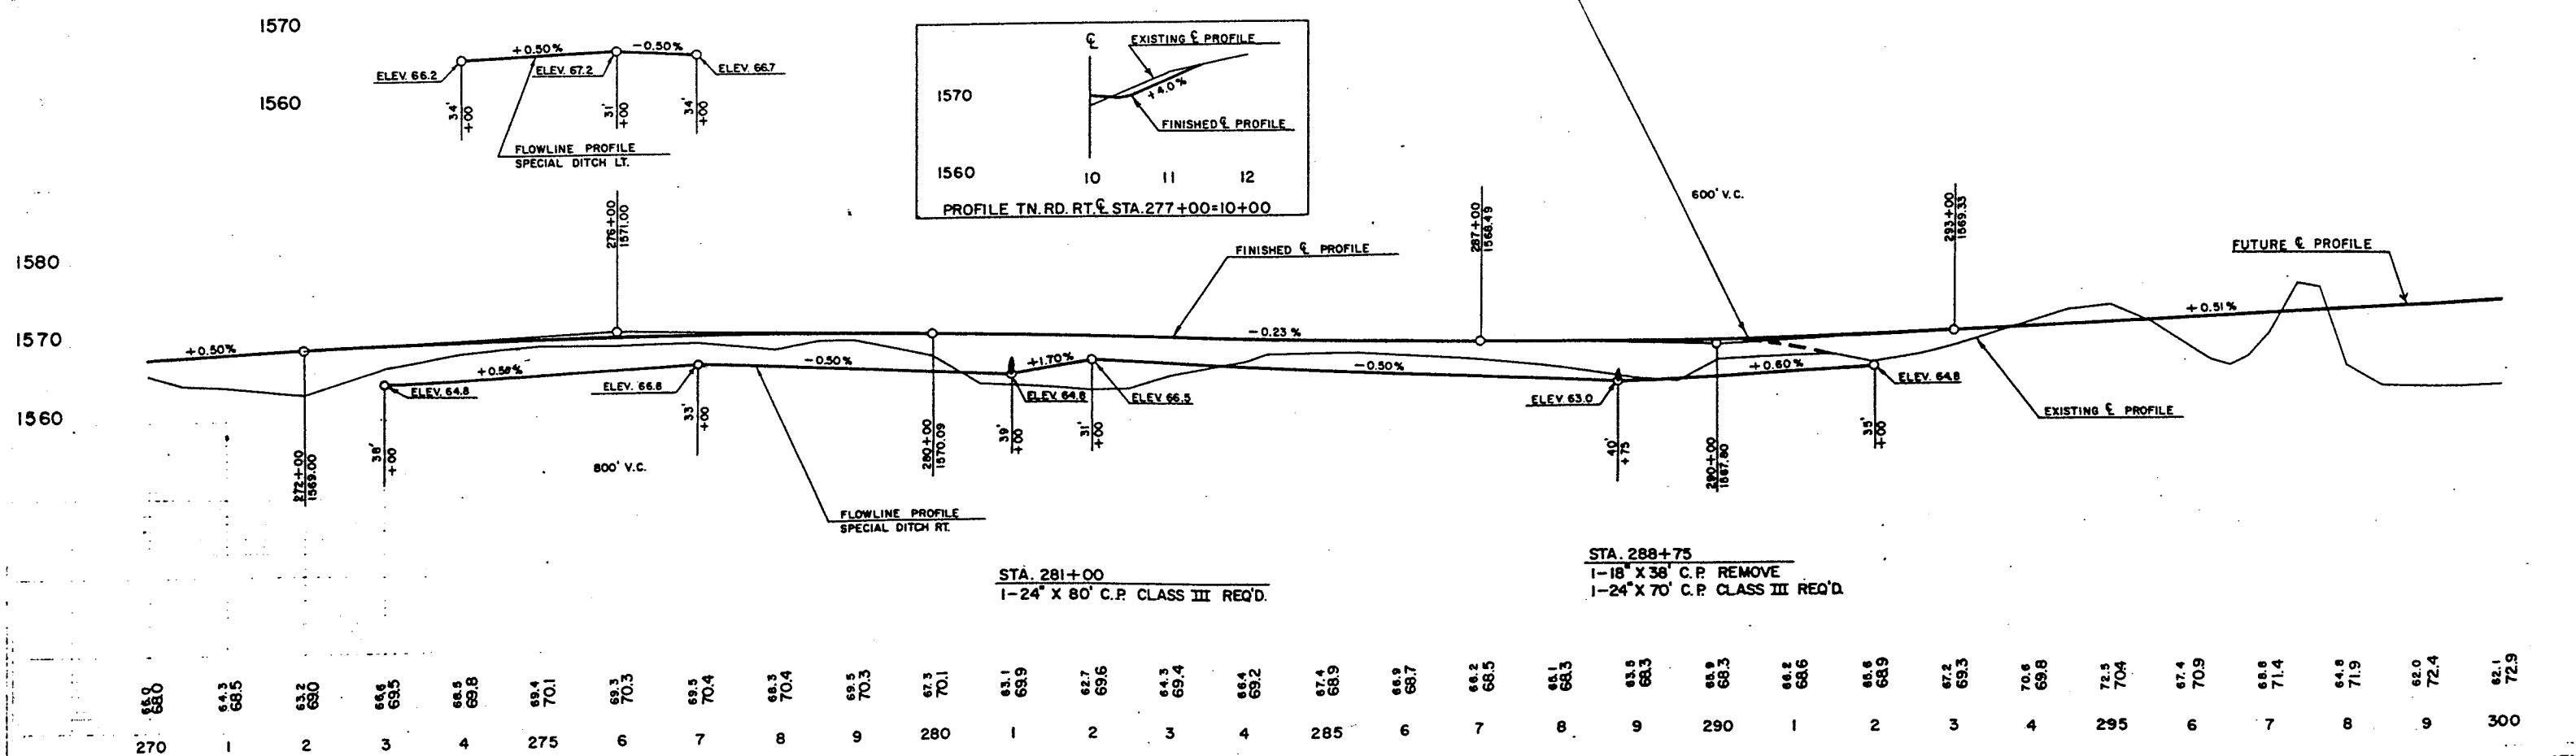 1570
1560
+0.50%
-0.50%
ELEV. 66.2
ELEV. 67.2
ELEV. 66.7
34'
+00
31'
+00
34'
+00
FLOWLINE PROFILE
SPECIAL DITCH LT.
℄
EXISTING ℄ PROFILE
1570
+4.0%
FINISHED ℄ PROFILE
1560
10 11 12
PROFILE TN. RD. RT. ℄ STA. 277+00=10+00
600' V.C.
1580
1570
1560
276+00
1571.00
287+00
1568.49
293+00
1569.33
FINISHED ℄ PROFILE
FUTURE ℄ PROFILE
+0.50%
-0.23%
+0.51%
-0.50%
+1.70%
-0.50%
+0.60%
ELEV. 64.8
ELEV. 66.8
ELEV. 64.8
ELEV. 66.5
ELEV. 63.0
ELEV. 64.8
EXISTING ℄ PROFILE
272+00
1569.00
38'
+00
33'
+00
280+00
1570.09
39'
+00
31'
+00
40'
+75
290+00
1567.80
35'
+00
800' V.C.
FLOWLINE PROFILE
SPECIAL DITCH RT.
STA. 281+00
1-24" X 80' C.P. CLASS III REQ'D.
STA. 288+75
1-18" X 38' C.P. REMOVE
1-24" X 70' C.P. CLASS III REQ'D.
66.0 64.3 63.2 66.6 68.5 69.4 69.3 69.5 68.3 69.5 67.3 63.1 62.7 64.3 66.4 67.4 66.9 66.2 66.2 67.2 70.6 72.5 67.4 68.8 64.8 62.0 62.1
68.0 68.5 69.0 69.5 69.8 70.1 70.3 70.4 70.4 70.3 70.1 69.9 69.6 69.4 69.2 68.9 68.7 68.5 68.3 68.3 68.3 68.6 68.9 69.3 69.8 70.4 70.9 71.4 71.9 72.4 72.9
270 1 2 3 4 275 6 7 8 9 280 1 2 3 4 285 6 7 8 9 290 1 2 3 4 295 6 7 8 9 300